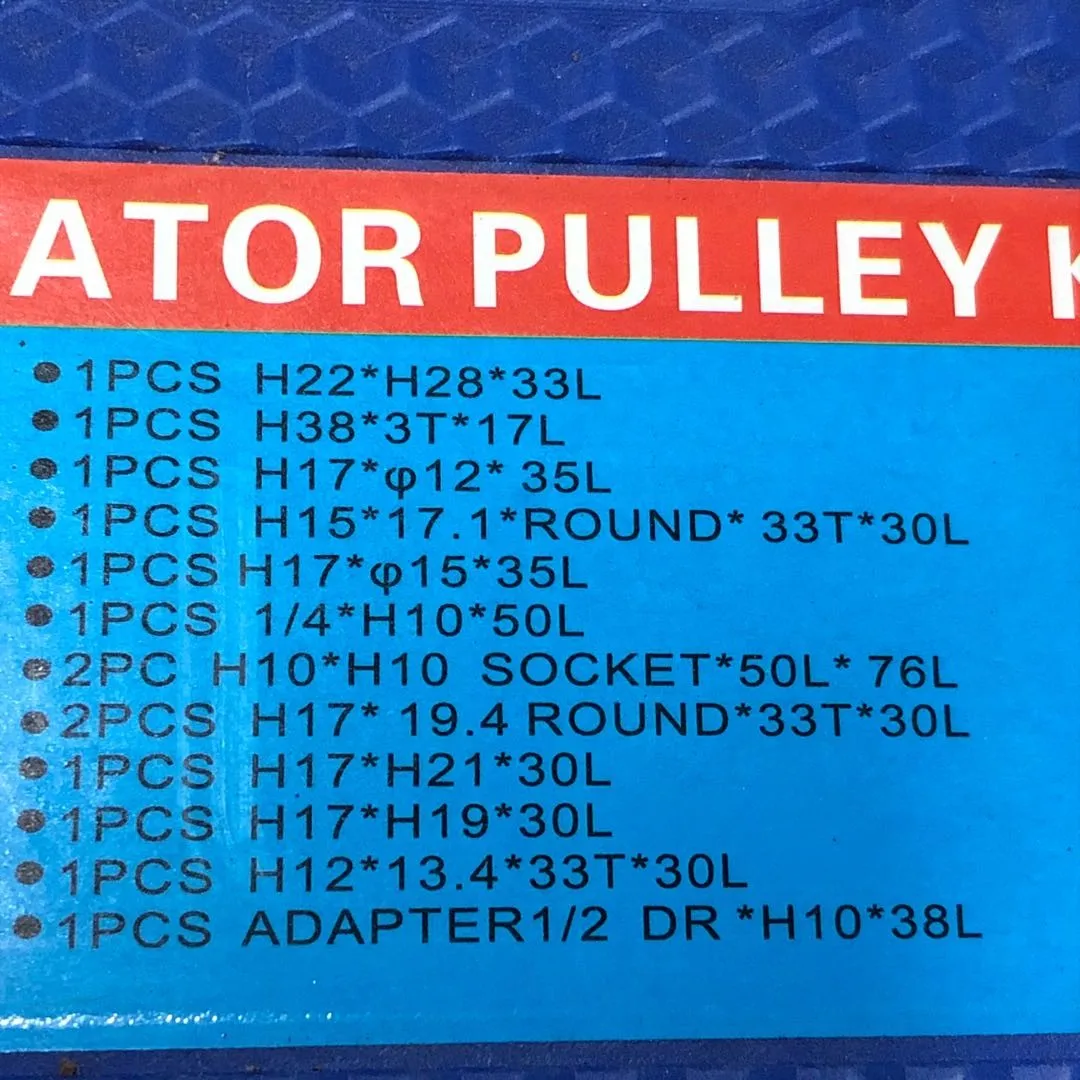 ATOR PULLEY K
●1PCS H22*H28*33L
●1PCS H38*3T*17L
●1PCS H17*φ12* 35L
●1PCS H15*17.1*ROUND* 33T*30L
●1PCS H17*φ15*35L
●1PCS 1/4*H10*50L
●2PC H10*H10 SOCKET*50L* 76L
●2PCS H17* 19.4 ROUND*33T*30L
●1PCS H17*H21*30L
●1PCS H17*H19*30L
●1PCS H12*13.4*33T*30L
●1PCS ADAPTER1/2 DR *H10*38L